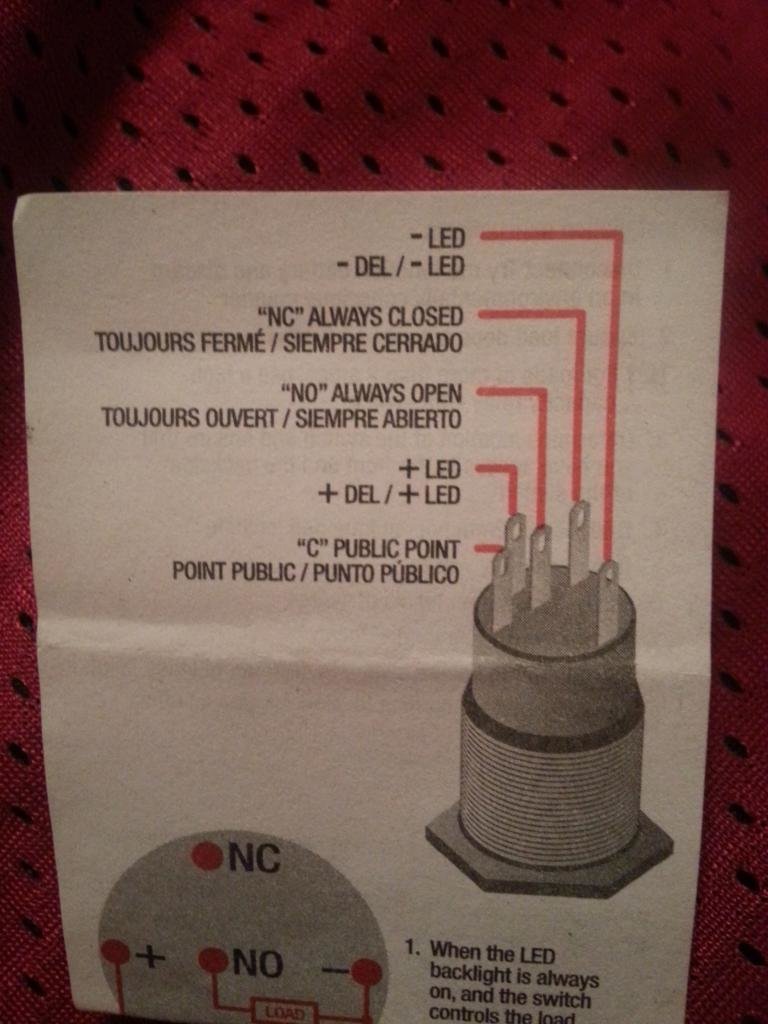 - LED
- DEL / - LED
“NC” ALWAYS CLOSED
TOUJOURS FERMÉ / SIEMPRE CERRADO
“NO” ALWAYS OPEN
TOUJOURS OUVERT / SIEMPRE ABIERTO
+ LED
+ DEL / + LED
“C” PUBLIC POINT
POINT PUBLIC / PUNTO PÚBLICO
NC
+ NO -
LOAD
1. When the LED
backlight is always
on, and the switch
controls the load